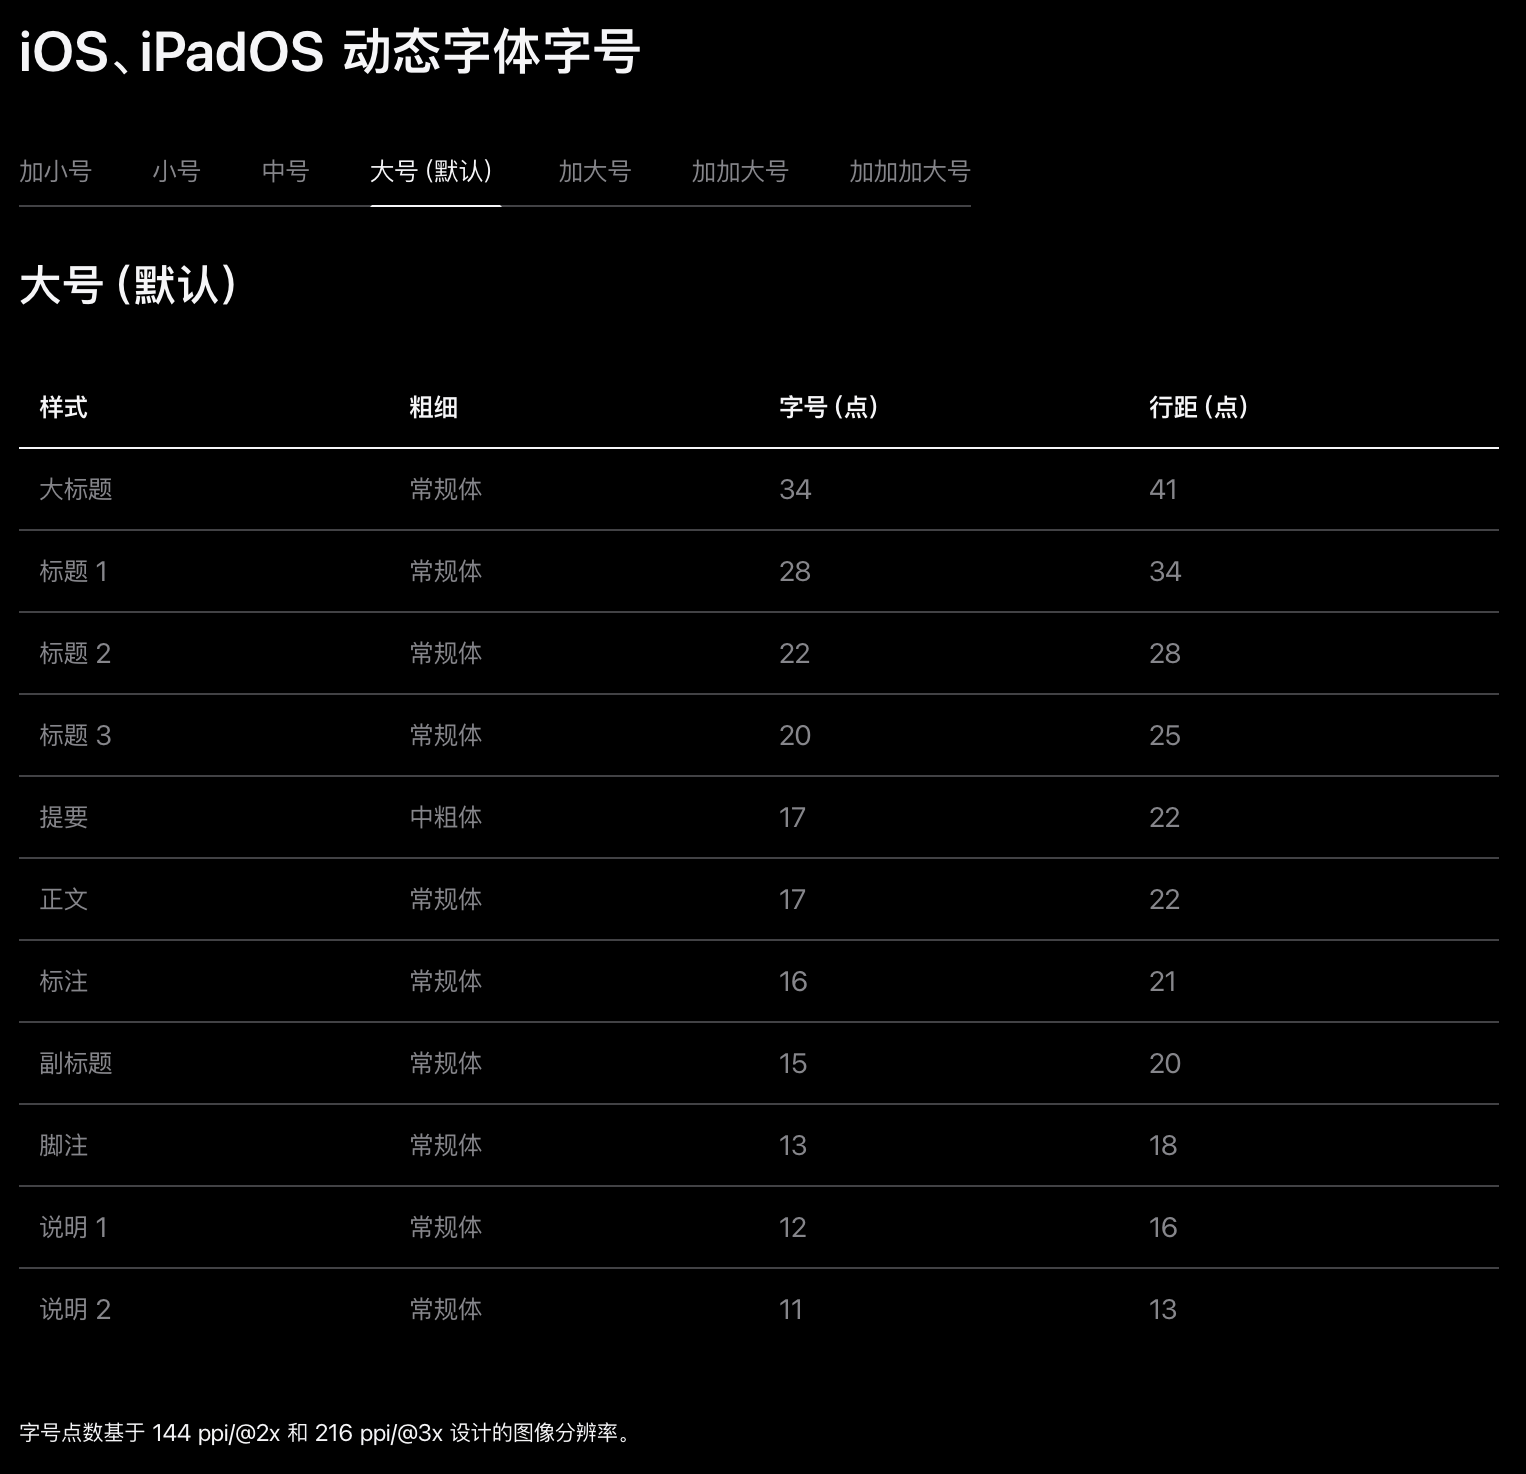 iOS、iPadOS 动态字体字号
加小号 小号 中号 大号（默认） 加大号 加加大号 加加加大号
大号（默认）
样式 粗细 字号（点） 行距（点）
大标题 常规体 34 41
标题 1 常规体 28 34
标题 2 常规体 22 28
标题 3 常规体 20 25
提要 中粗体 17 22
正文 常规体 17 22
标注 常规体 16 21
副标题 常规体 15 20
脚注 常规体 13 18
说明 1 常规体 12 16
说明 2 常规体 11 13
字号点数基于 144 ppi/@2x 和 216 ppi/@3x 设计的图像分辨率。